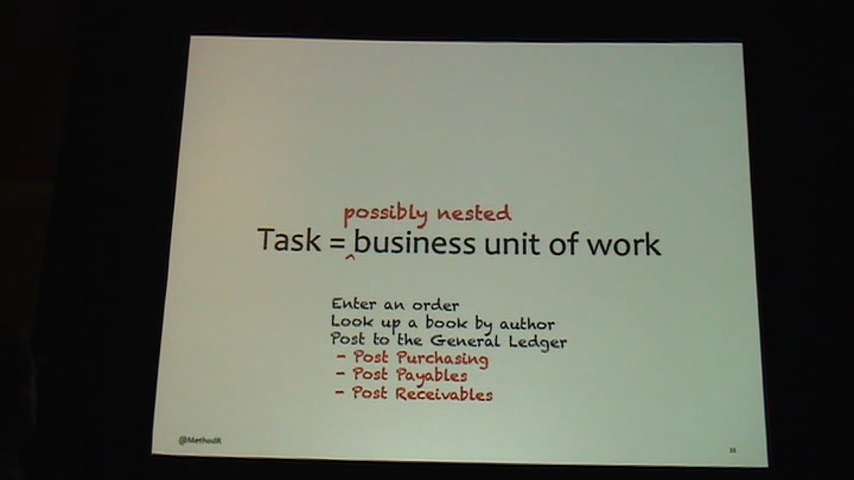 possibly nested
Task = ^ business unit of work
Enter an order
Look up a book by author
Post to the General Ledger
- Post Purchasing
- Post Payables
- Post Receivables
@MethodR